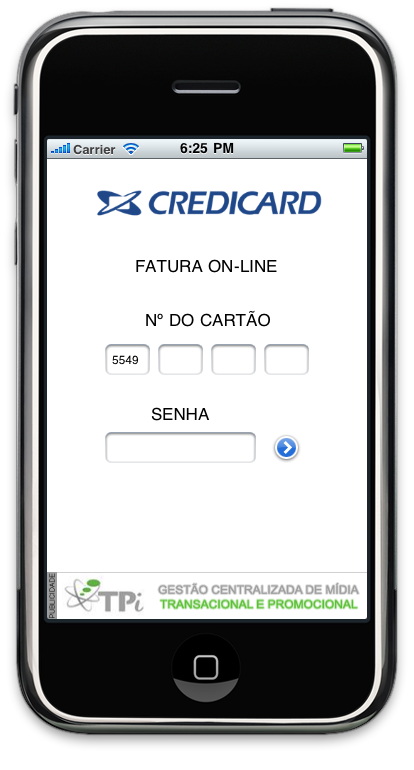 Carrier 6:25 PM
CREDICARD
FATURA ON-LINE
Nº DO CARTÃO
5549
SENHA
PUBLICIDADE
TPi
GESTÃO CENTRALIZADA DE MÍDIA
TRANSACIONAL E PROMOCIONAL